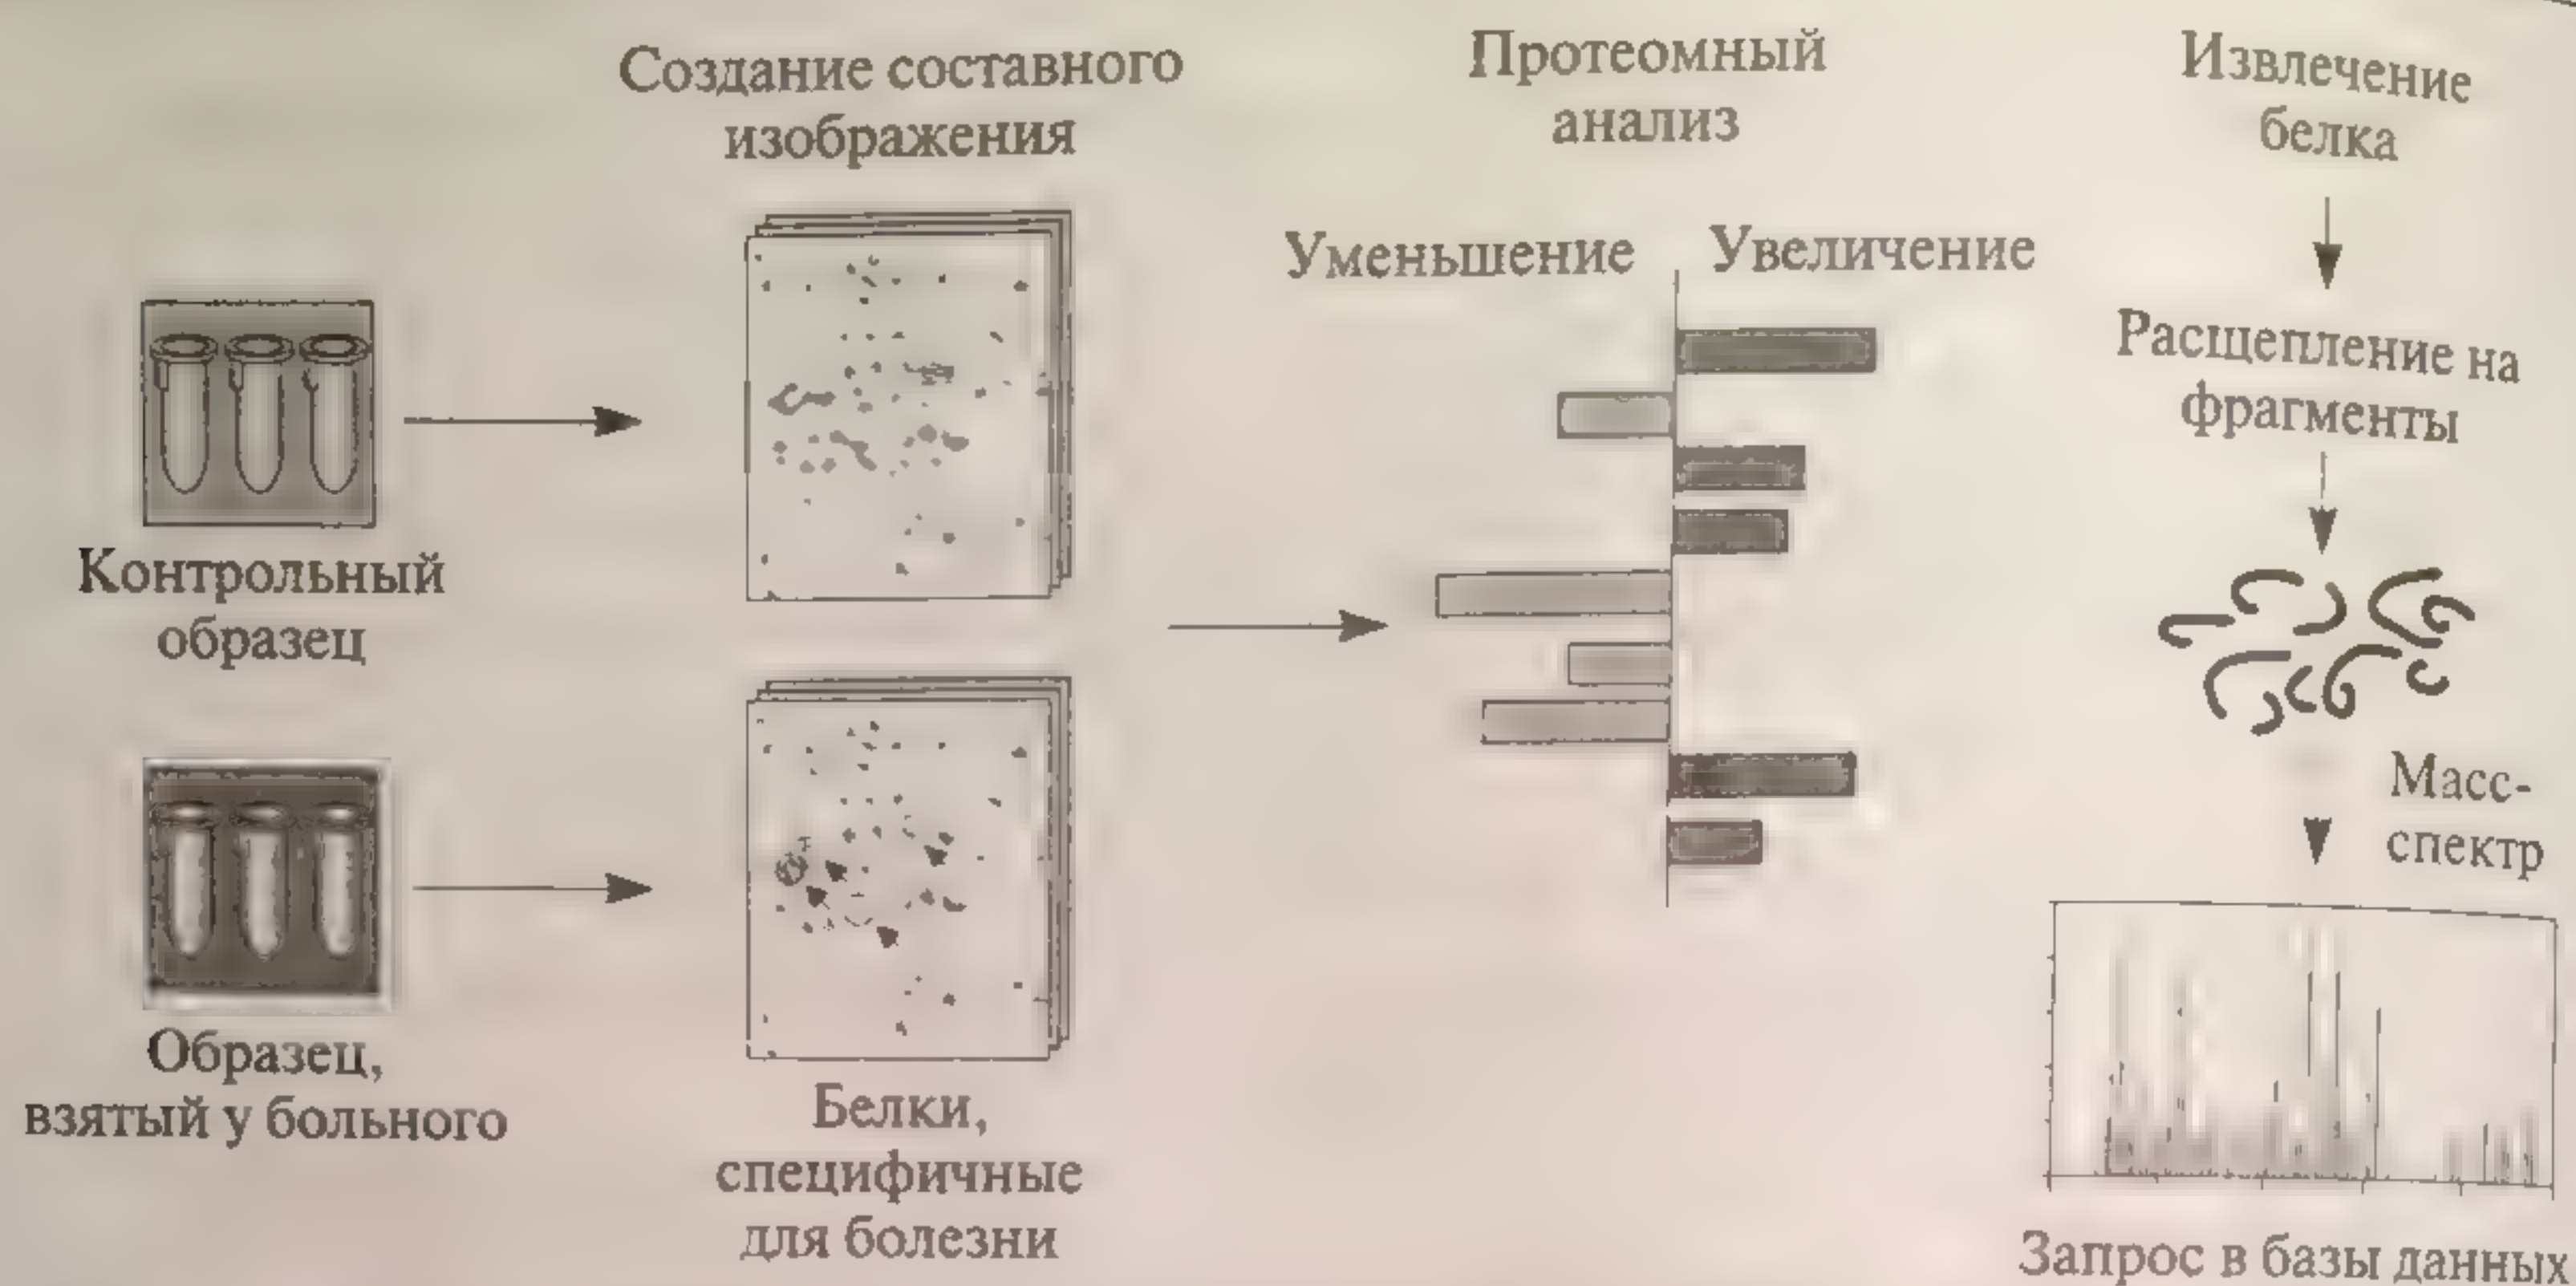 Создание составного
изображения
Протеомный
анализ
Извлечение
белка
Уменьшение
Увеличение
Расщепление на
фрагменты
Контрольный
образец
Масс-
спектр
Образец,
взятый у больного
Белки,
специфичные
для болезни
Запрос в базы данных